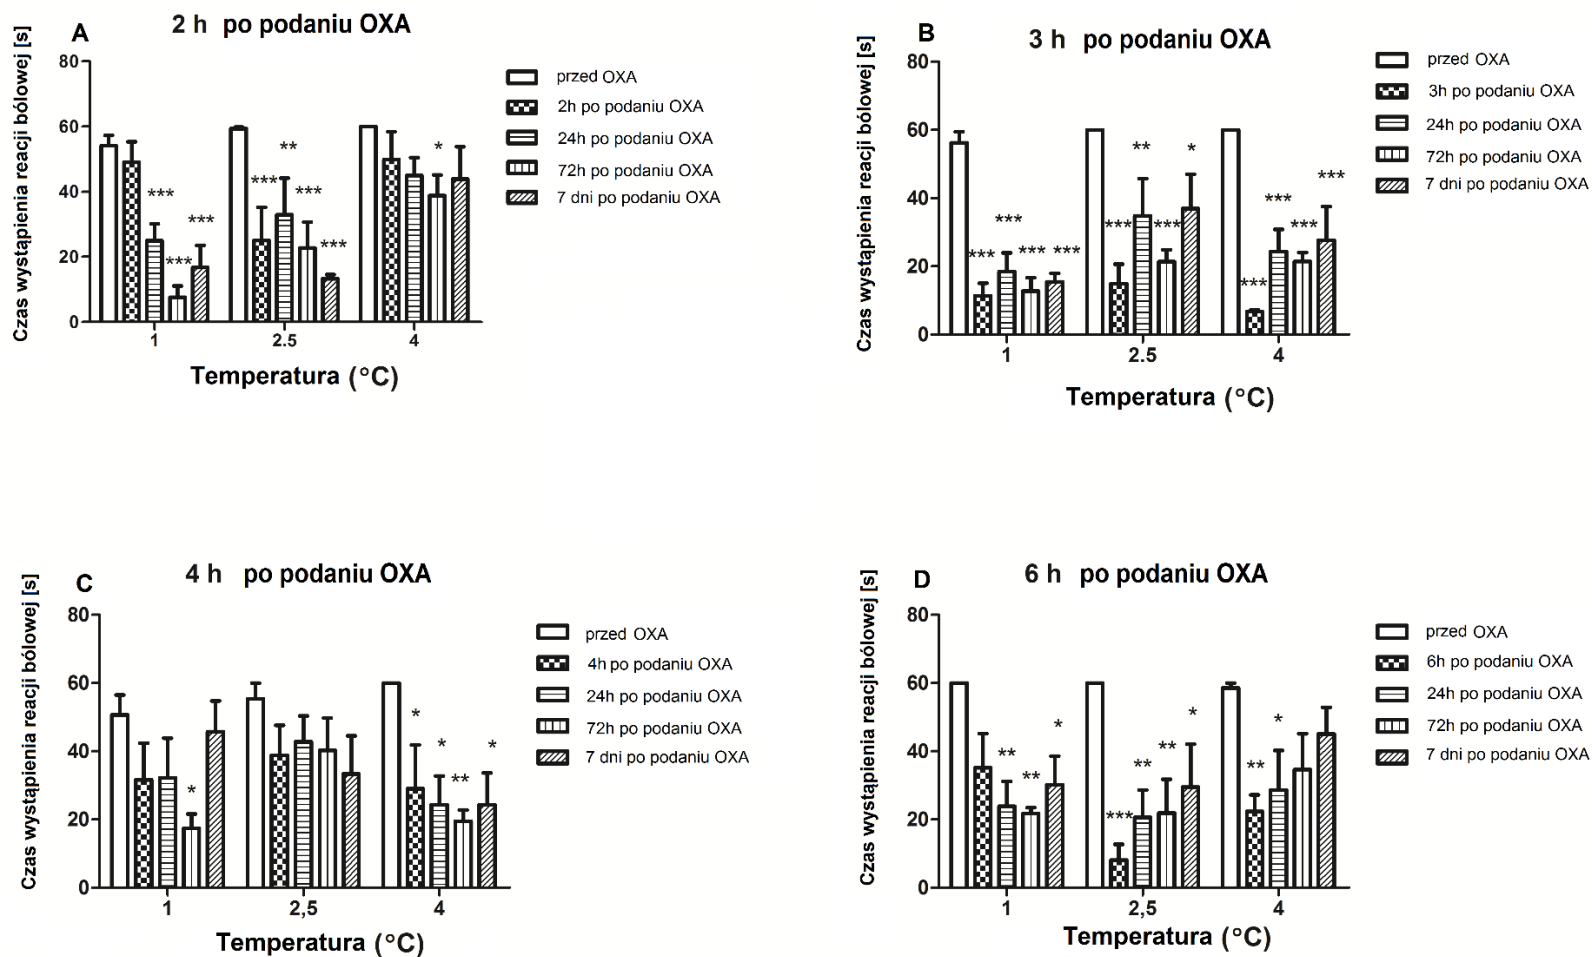 A
2 h po podaniu OXA
Czas wystąpienia reacji bólowej [s]
80
60
40
20
0
***
***
***
***
**
***
***
*
1
2.5
4
Temperatura (°C)
przed OXA
2h po podaniu OXA
24h po podaniu OXA
72h po podaniu OXA
7 dni po podaniu OXA
B
3 h po podaniu OXA
Czas wystąpienia reacji bólowej [s]
80
60
40
20
0
***
***
***
***
***
**
***
*
***
***
***
***
1
2.5
4
Temperatura (°C)
przed OXA
3h po podaniu OXA
24h po podaniu OXA
72h po podaniu OXA
7 dni po podaniu OXA
C
4 h po podaniu OXA
Czas wystąpienia reacji bólowej [s]
80
60
40
20
0
*
*
*
**
*
1
2,5
4
Temperatura (°C)
przed OXA
4h po podaniu OXA
24h po podaniu OXA
72h po podaniu OXA
7 dni po podaniu OXA
D
6 h po podaniu OXA
Czas wystąpienia reacji bólowej [s]
80
60
40
20
0
**
**
*
***
**
**
*
**
*
1
2,5
4
Temperatura (°C)
przed OXA
6h po podaniu OXA
24h po podaniu OXA
72h po podaniu OXA
7 dni po podaniu OXA